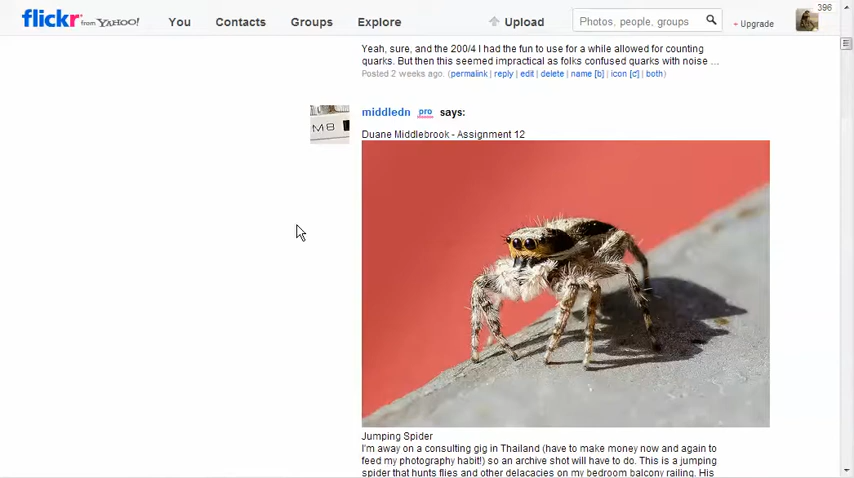 flickr from YAHOO! You Contacts Groups Explore Upload Photos, people, groups Upgrade 396
Yeah, sure, and the 200/4 I had the fun to use for a while allowed for counting
quarks. But then this seemed impractical as folks confused quarks with noise ...
Posted 2 weeks ago. (permalink | reply | edit | delete | name [b] | icon [c] | both)
M8
middledn pro says:
Duane Middlebrook - Assignment 12
Jumping Spider
I'm away on a consulting gig in Thailand (have to make money now and again to
feed my photography habit!) so an archive shot will have to do. This is a jumping
spider that hunts flies and other delacacies on my bedroom balcony railing. His